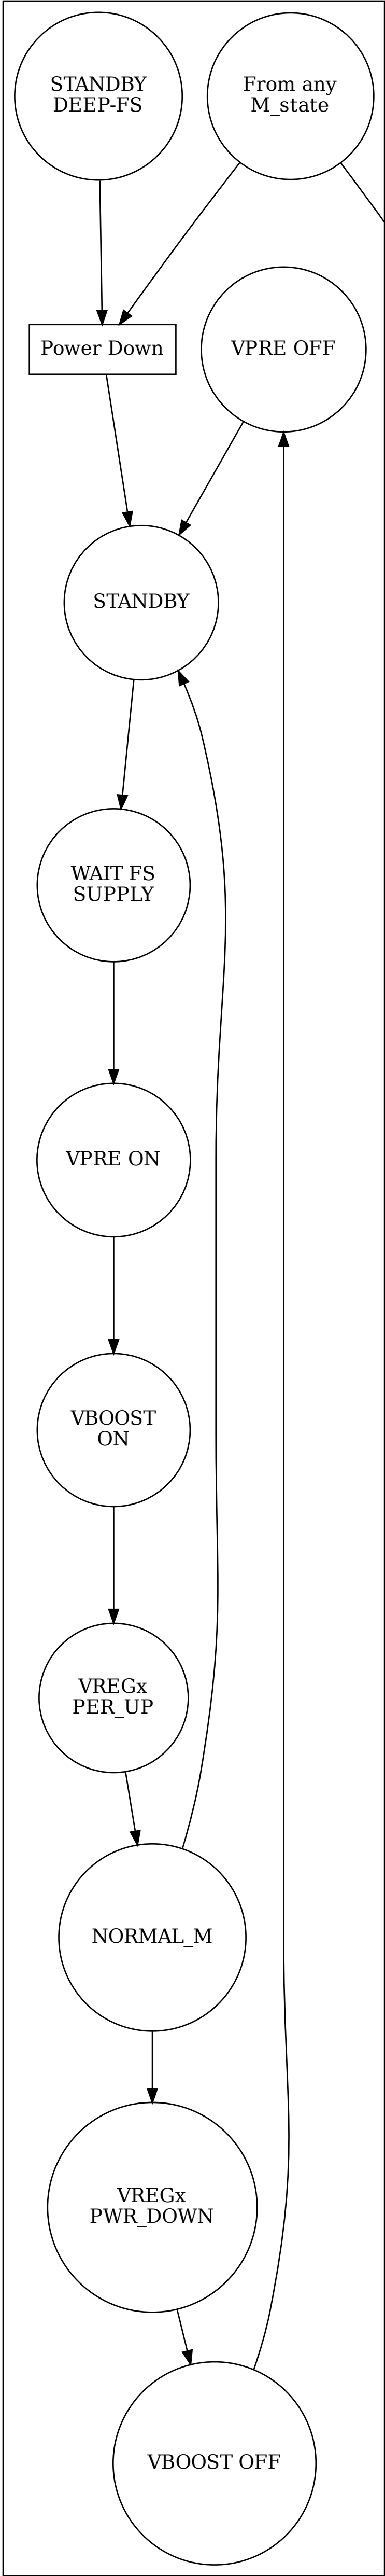 STANDBY
DEEP-FS
From any
M_state
Power Down
VPRE OFF
STANDBY
WAIT FS
SUPPLY
VPRE ON
VBOOST
ON
VREGx
PER_UP
NORMAL_M
VREGx
PWR_DOWN
VBOOST OFF